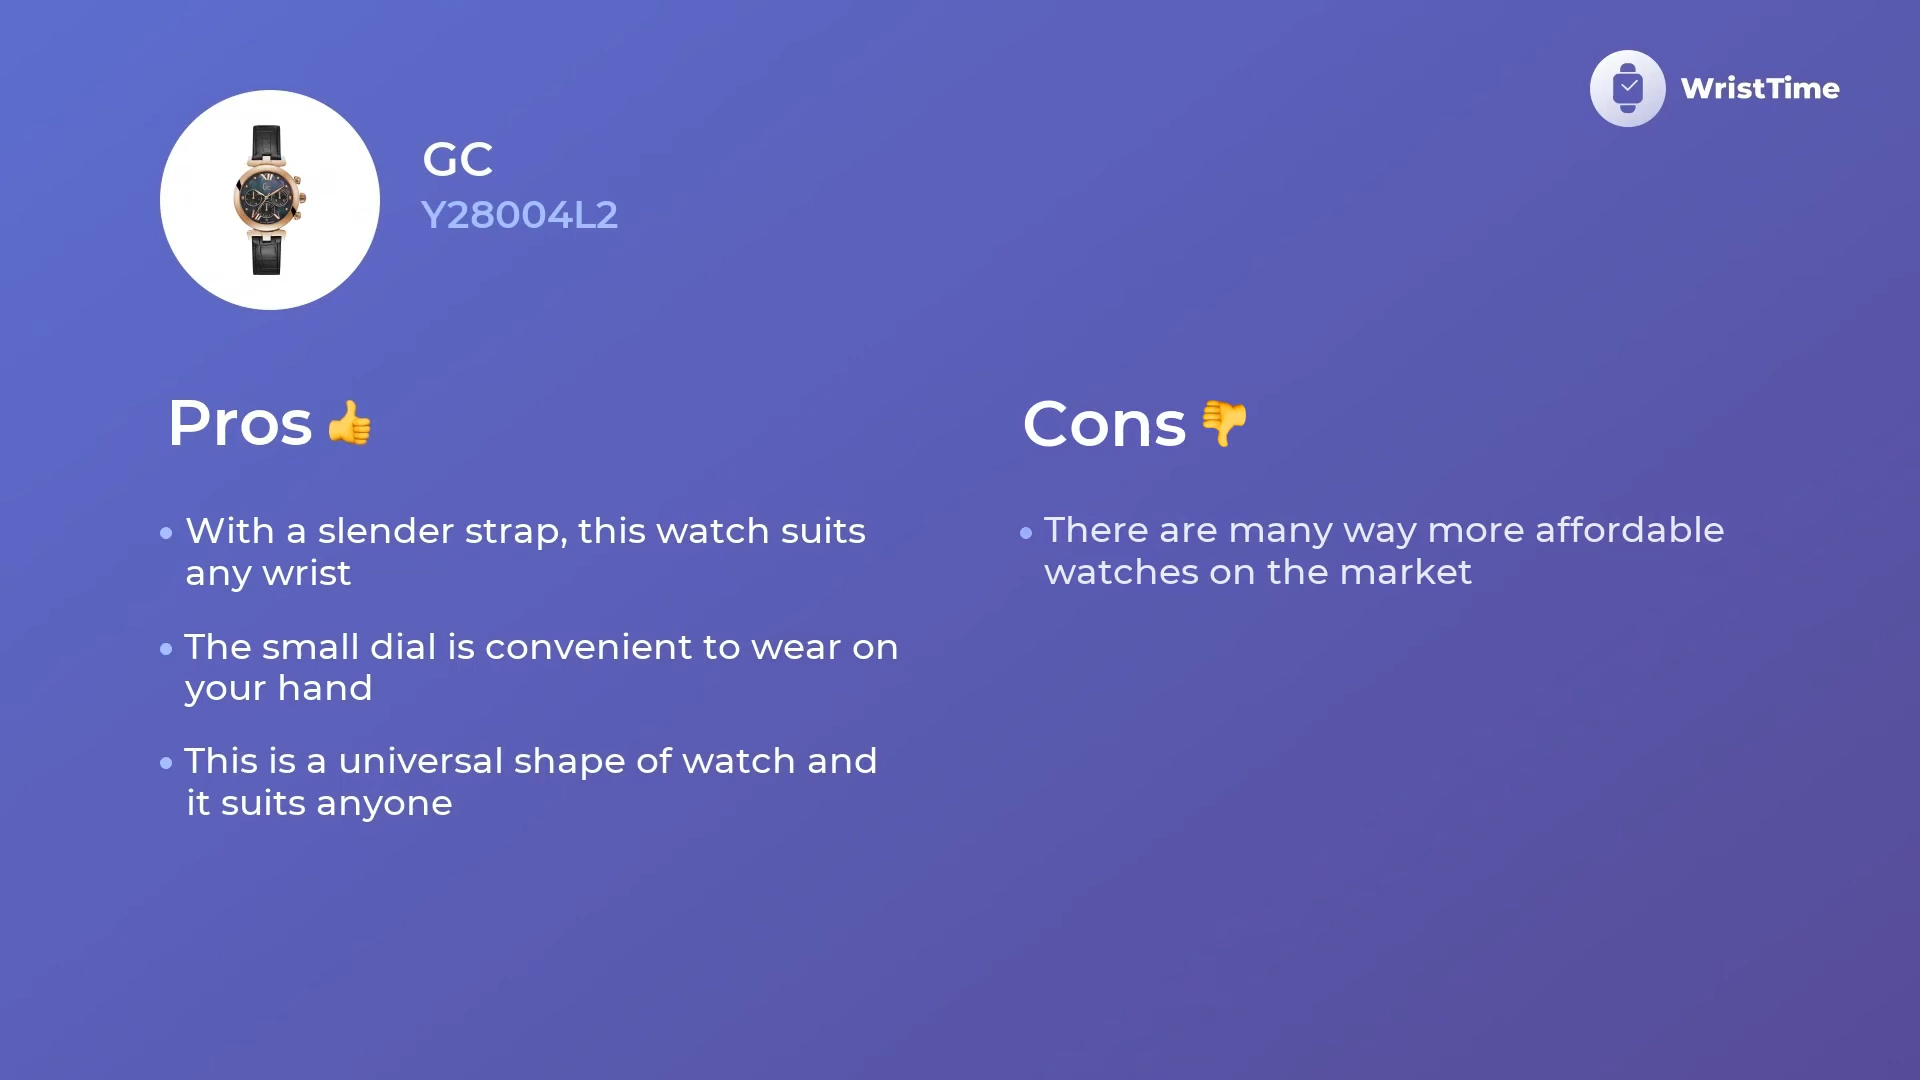 WristTime
GC
Y28004L2
Pros
With a slender strap, this watch suits
any wrist
The small dial is convenient to wear on
your hand
This is a universal shape of watch and
it suits anyone
Cons
There are many way more affordable
watches on the market